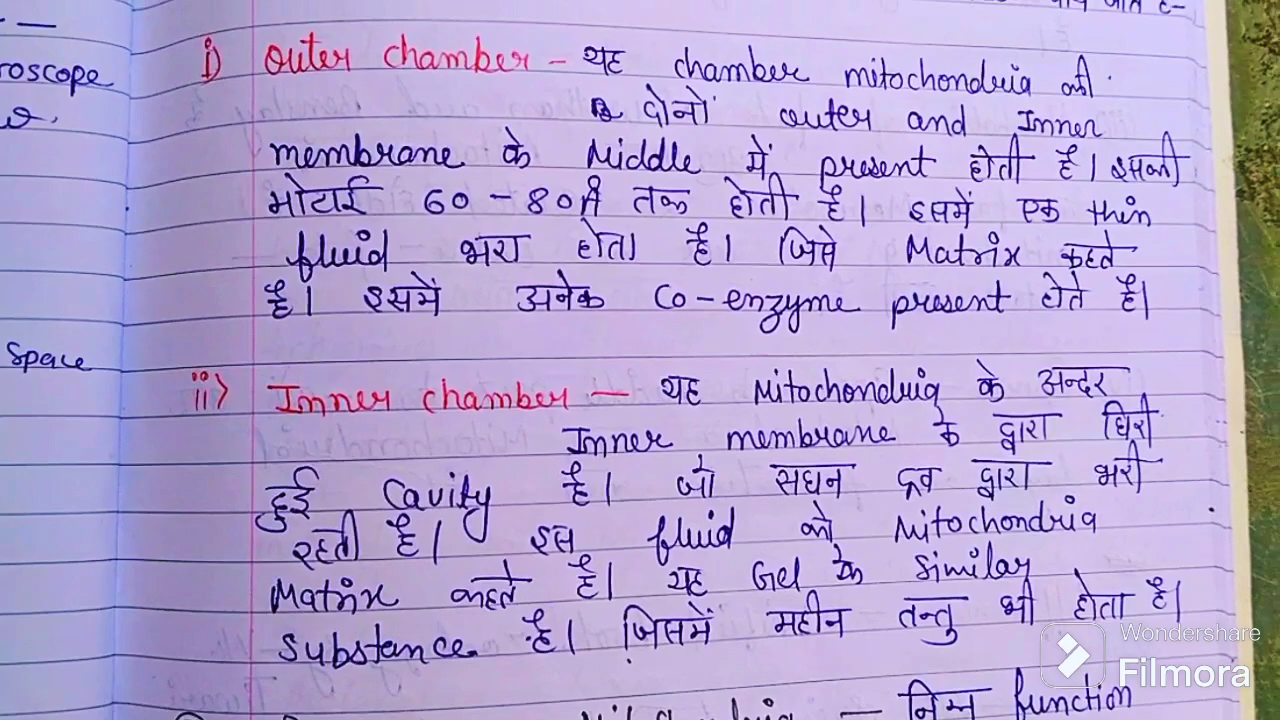 roscope
i) Outer chamber - यह chamber mitochondria की
दोनों outer and Inner
membrane के Middle में present होती है। इसकी
मोटाई 60 - 80Å तक होती है। इसमें एक thin
fluid भरा होता है। जिसे Matrix कहते
है। इसमें अनेक Co-enzyme present होते है।
Space
ii) Inner chamber - यह Mitochondria के अन्दर
Inner membrane के द्वारा घिरी
हुई Cavity है। जो सघन द्रव द्वारा भरी
रहती है। इस fluid को Mitochondria
Matrix कहते है। यह Gel के Similar
Substance है। जिसमें महीन तन्तु भी होता है।
Wondershare
Filmora
— निम्न function